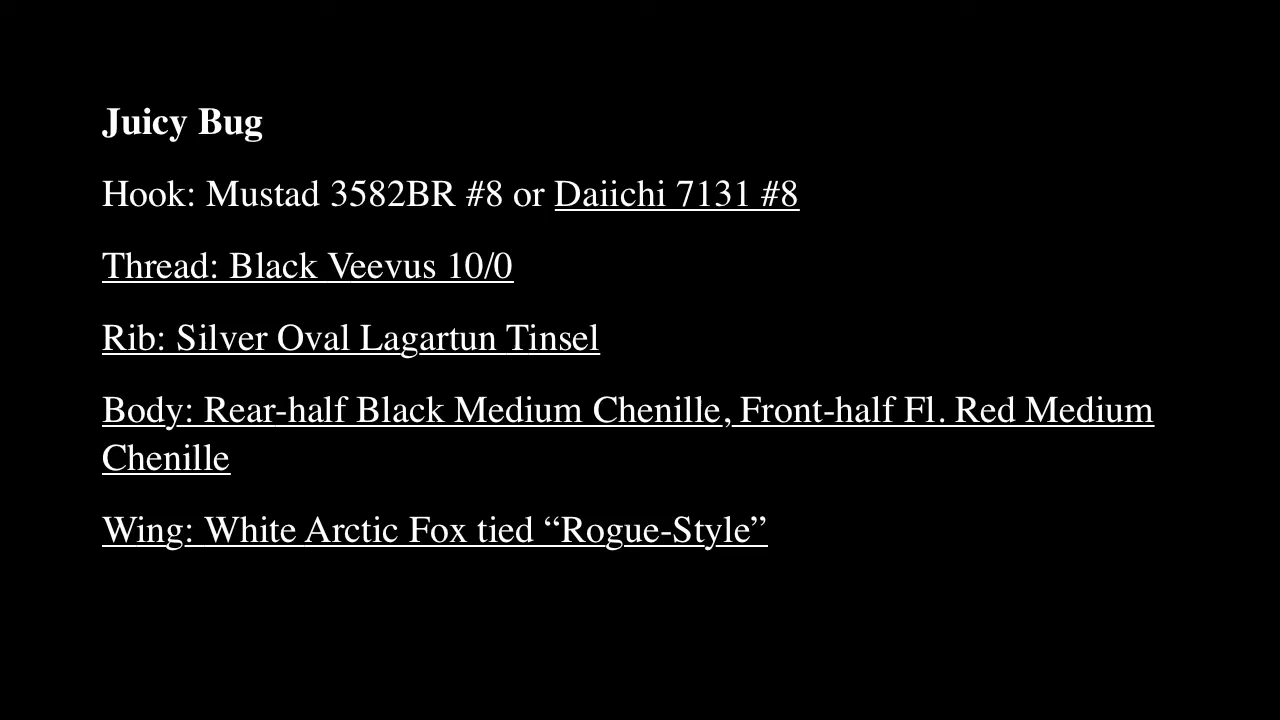 Juicy Bug
Hook: Mustad 3582BR #8 or Daiichi 7131 #8
Thread: Black Veevus 10/0
Rib: Silver Oval Lagartun Tinsel
Body: Rear-half Black Medium Chenille, Front-half Fl. Red Medium
Chenille
Wing: White Arctic Fox tied “Rogue-Style”